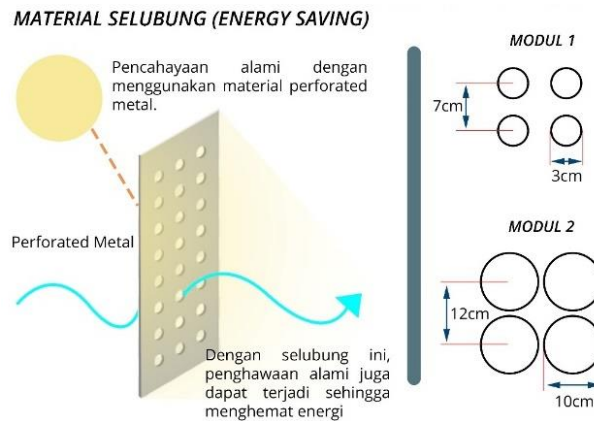 MATERIAL SELUBUNG (ENERGY SAVING)
Pencahayaan alami dengan
menggunakan material perforated
metal.
Perforated Metal
Dengan selubung ini,
penghawaan alami juga
dapat terjadi sehingga
menghemat energi
MODUL 1
7cm
3cm
MODUL 2
12cm
10cm